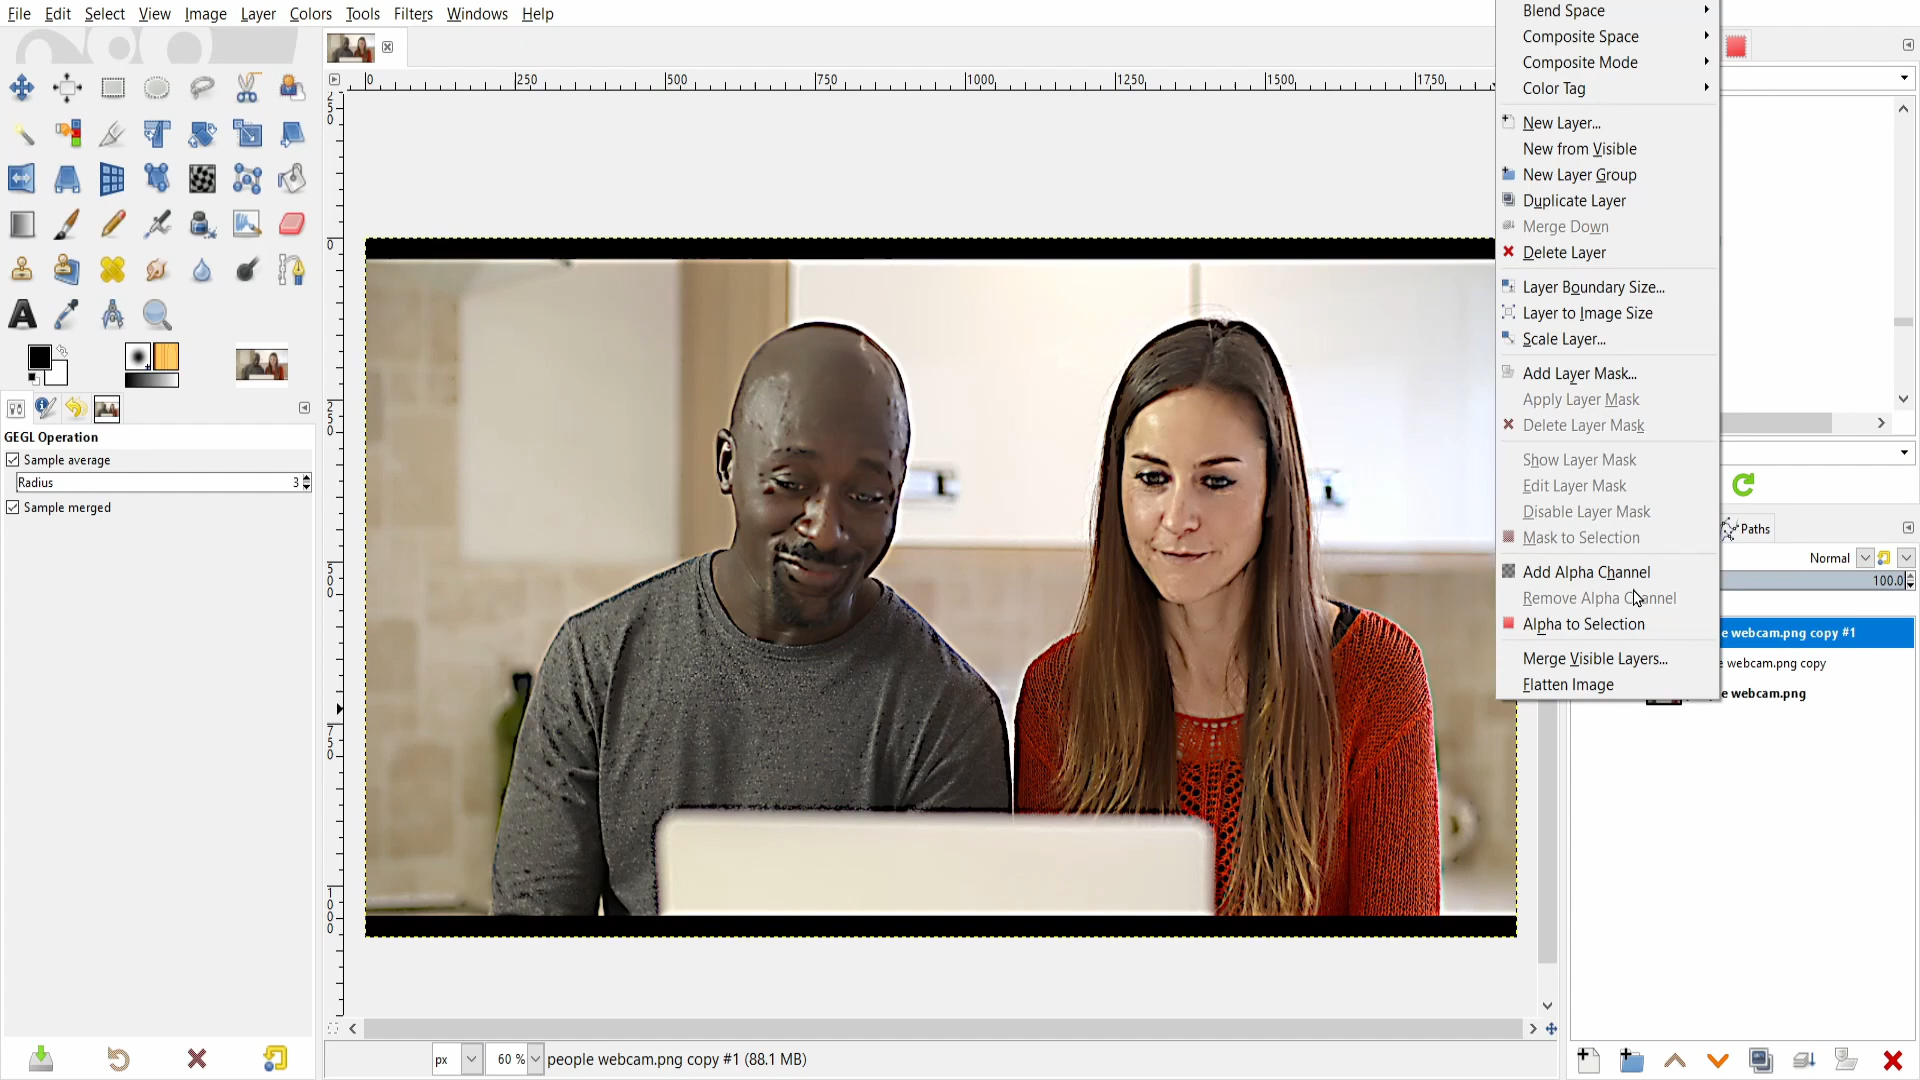 File Edit Select View Image Layer Colors Tools Filters Windows Help
0 250 500 750 1000 1250 1500 1750
250
0
250
500
750
1000
GEGL Operation
Sample average
Radius 3
Sample merged
Blend Space
Composite Space
Composite Mode
Color Tag
New Layer...
New from Visible
New Layer Group
Duplicate Layer
Merge Down
Delete Layer
Layer Boundary Size...
Layer to Image Size
Scale Layer...
Add Layer Mask...
Apply Layer Mask
Delete Layer Mask
Show Layer Mask
Edit Layer Mask
Disable Layer Mask
Mask to Selection
Add Alpha Channel
Remove Alpha Channel
Alpha to Selection
Merge Visible Layers...
Flatten Image
Paths
Normal
100.0
e webcam.png copy #1
e webcam.png copy
e webcam.png
px 60 % people webcam.png copy #1 (88.1 MB)